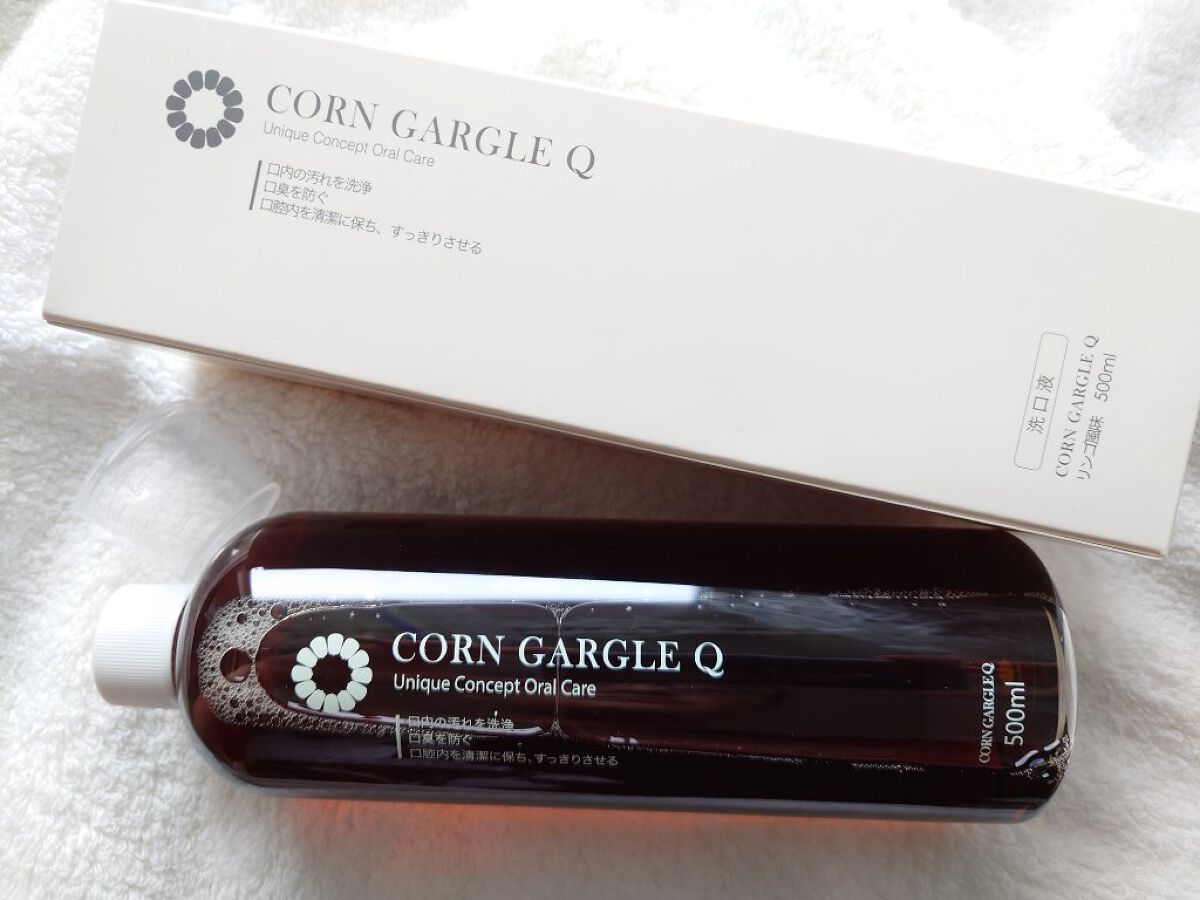 CORN GARGLE Q
Unique Concept Oral Care
口内の汚れを洗浄
口臭を防ぐ
口腔内を清潔に保ち、すっきりさせる
洗口液
CORN GARGLE Q
リンゴ風味 500ml
CORN GARGLE Q
Unique Concept Oral Care
口内の汚れを洗浄
口臭を防ぐ
口腔内を清潔に保ち、すっきりさせる
CORN GARGLE Q
500ml